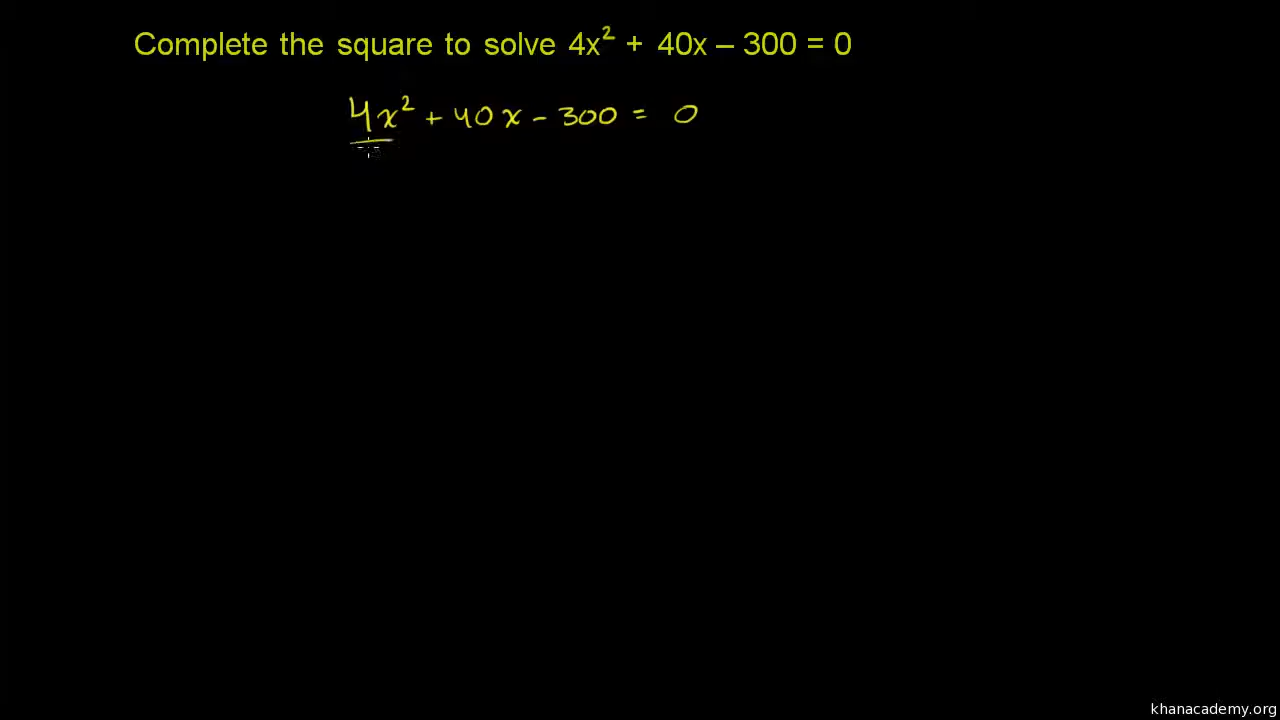 Complete the square to solve 4x² + 40x – 300 = 0
4x² + 40x - 300 = 0
khanacademy.org